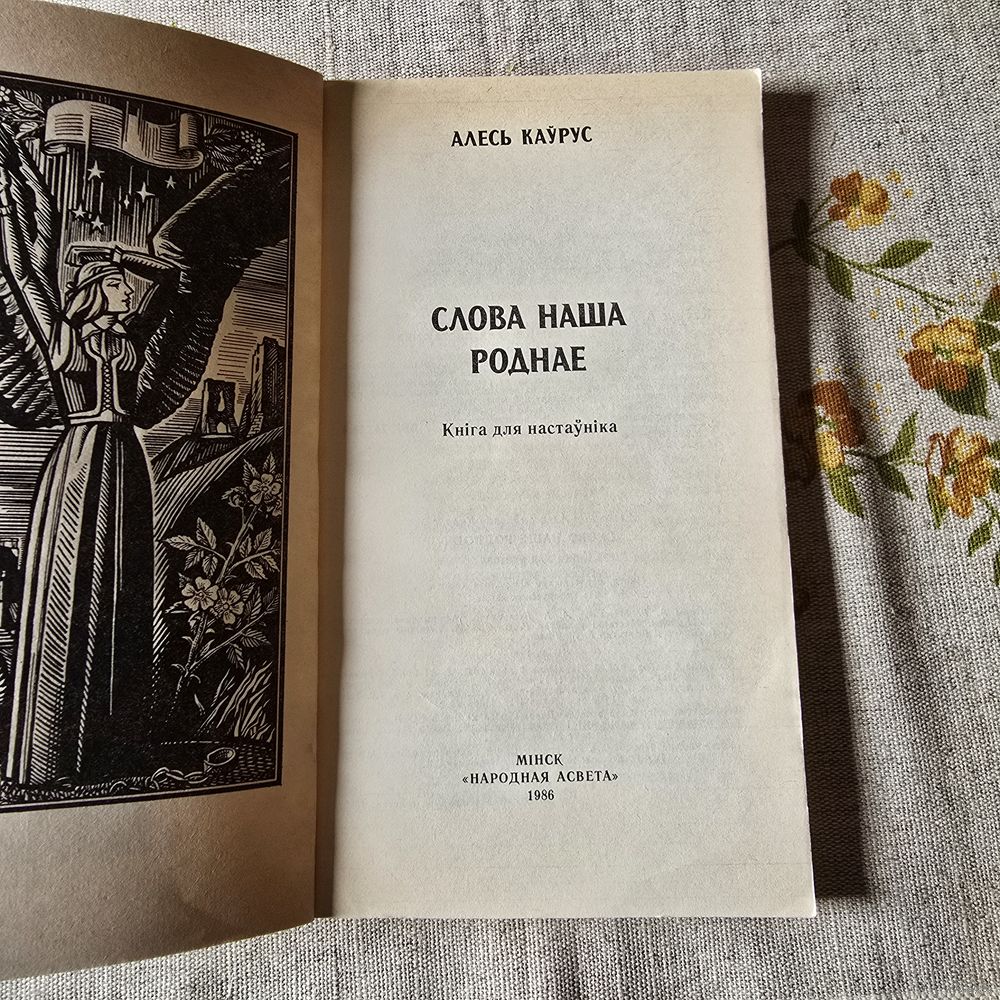 АЛЕСЬ КАЎРУС
СЛОВА НАША
РОДНАЕ
Кніга для настаўніка
МІНСК
«НАРОДНАЯ АСВЕТА»
1986